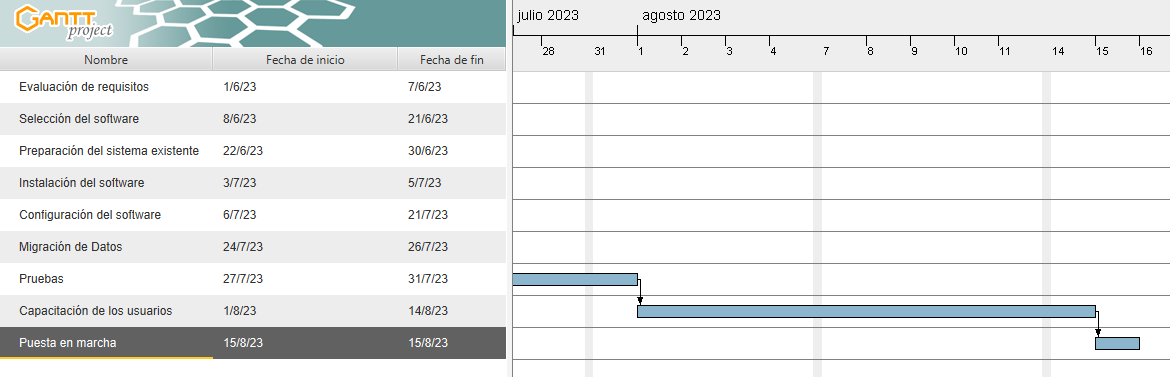 GANTT
project
julio 2023 agosto 2023
28 31 1 2 3 4 7 8 9 10 11 14 15 16
Nombre Fecha de inicio Fecha de fin
Evaluación de requisitos 1/6/23 7/6/23
Selección del software 8/6/23 21/6/23
Preparación del sistema existente 22/6/23 30/6/23
Instalación del software 3/7/23 5/7/23
Configuración del software 6/7/23 21/7/23
Migración de Datos 24/7/23 26/7/23
Pruebas 27/7/23 31/7/23
Capacitación de los usuarios 1/8/23 14/8/23
Puesta en marcha 15/8/23 15/8/23